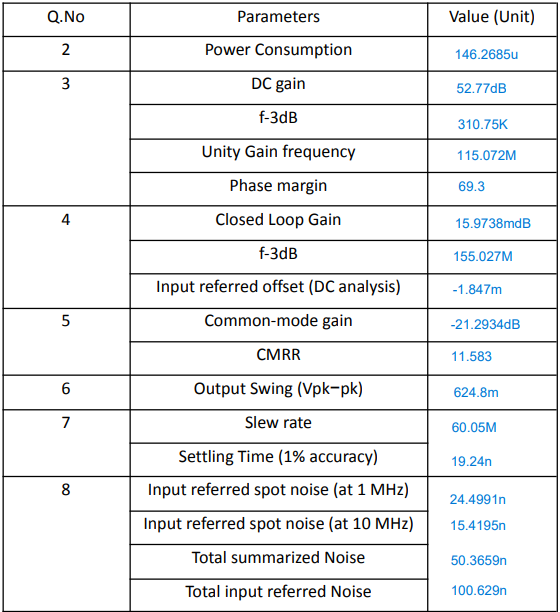 Q.No Parameters Value (Unit)
2 Power Consumption 146.2685u
3 DC gain 52.77dB
f-3dB 310.75K
Unity Gain frequency 115.072M
Phase margin 69.3
4 Closed Loop Gain 15.9738mdB
f-3dB 155.027M
Input referred offset (DC analysis) -1.847m
5 Common-mode gain -21.2934dB
CMRR 11.583
6 Output Swing (Vpk−pk) 624.8m
7 Slew rate 60.05M
Settling Time (1% accuracy) 19.24n
8 Input referred spot noise (at 1 MHz) 24.4991n
Input referred spot noise (at 10 MHz) 15.4195n
Total summarized Noise 50.3659n
Total input referred Noise 100.629n